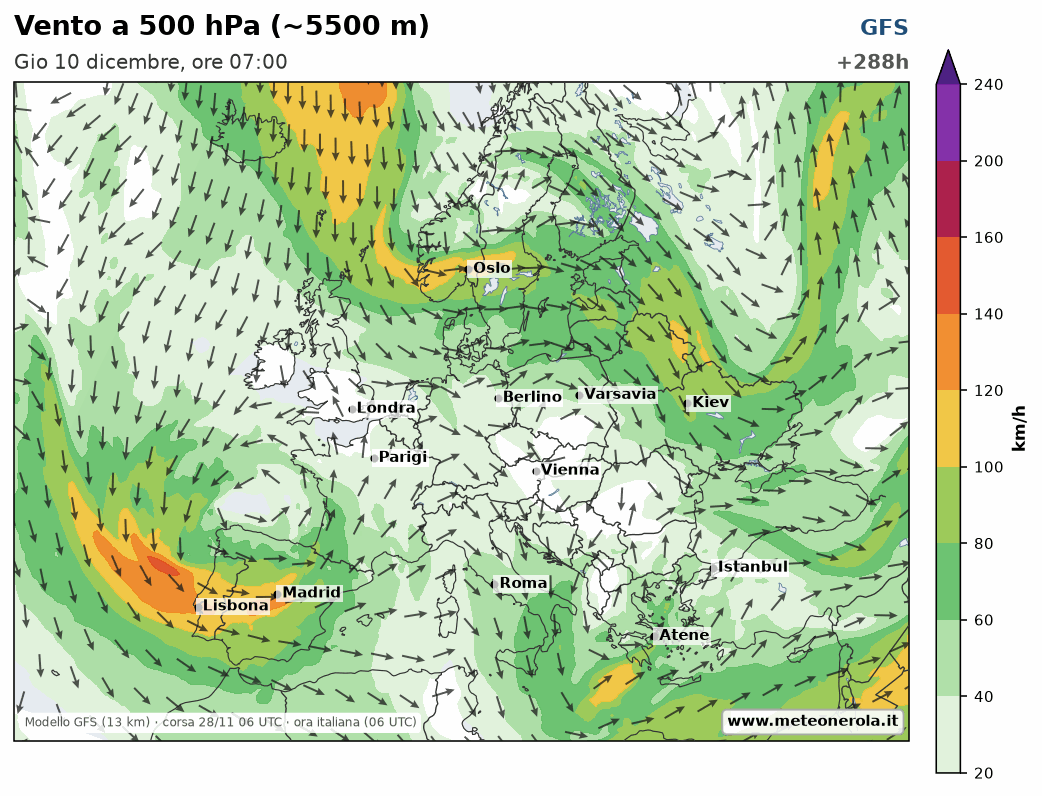 Vento a 500 hPa (~5500 m)
GFS
Gio 10 dicembre, ore 07:00
+288h
240
200
160
140
120
100
80
60
40
20
km/h
Oslo
Berlino
Varsavia
Kiev
Londra
Parigi
Vienna
Istanbul
Roma
Madrid
Lisbona
Atene
Modello GFS (13 km) · corsa 28/11 06 UTC · ora italiana (06 UTC)
www.meteonerola.it